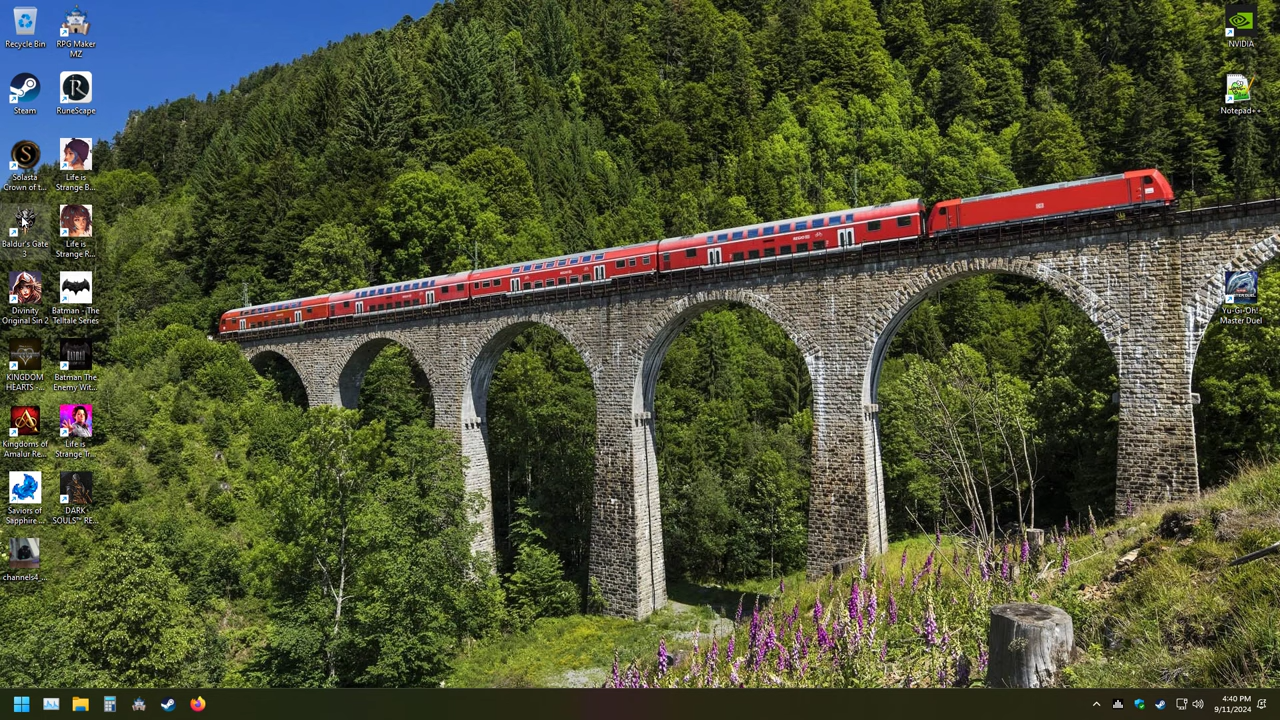 Recycle Bin
RPG Maker
MZ
Steam
RuneScape
Solasta
Crown of t...
Life is
Strange B...
Baldur's Gate
3
Life is
Strange R...
Divinity
Original Sin 2
Batman - The
Telltale Series
KINGDOM
HEARTS -...
Batman The
Enemy Wit...
Kingdoms of
Amalur Re...
Life is
Strange Tr...
Saviors of
Sapphire ...
DARK
SOULS™ RE...
channels4_...
NVIDIA
Notepad++
Yu-Gi-Oh!
Master Duel
4:40 PM
9/11/2024